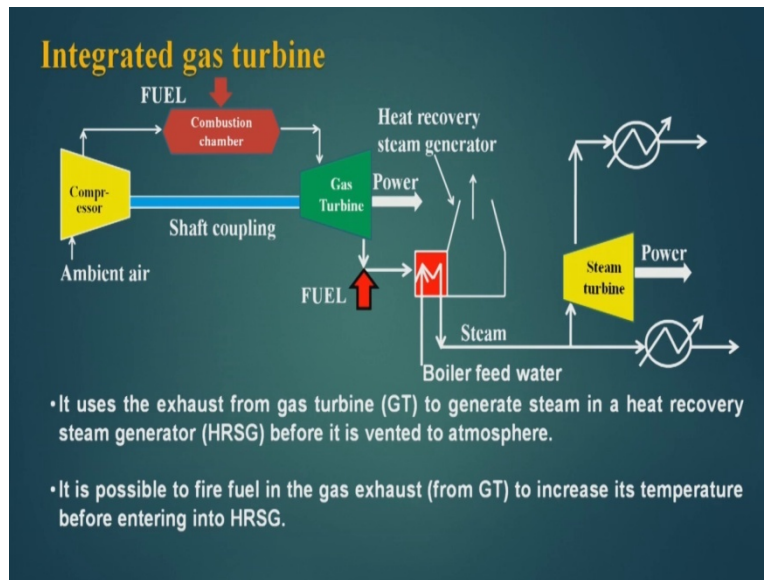 Integrated gas turbine
FUEL
Combustion
chamber
Heat recovery
steam generator
Compr-
essor
Gas
Turbine
Power
Shaft coupling
Ambient air
FUEL
Steam
turbine
Power
Steam
Boiler feed water
•It uses the exhaust from gas turbine (GT) to generate steam in a heat recovery
steam generator (HRSG) before it is vented to atmosphere.
•It is possible to fire fuel in the gas exhaust (from GT) to increase its temperature
before entering into HRSG.